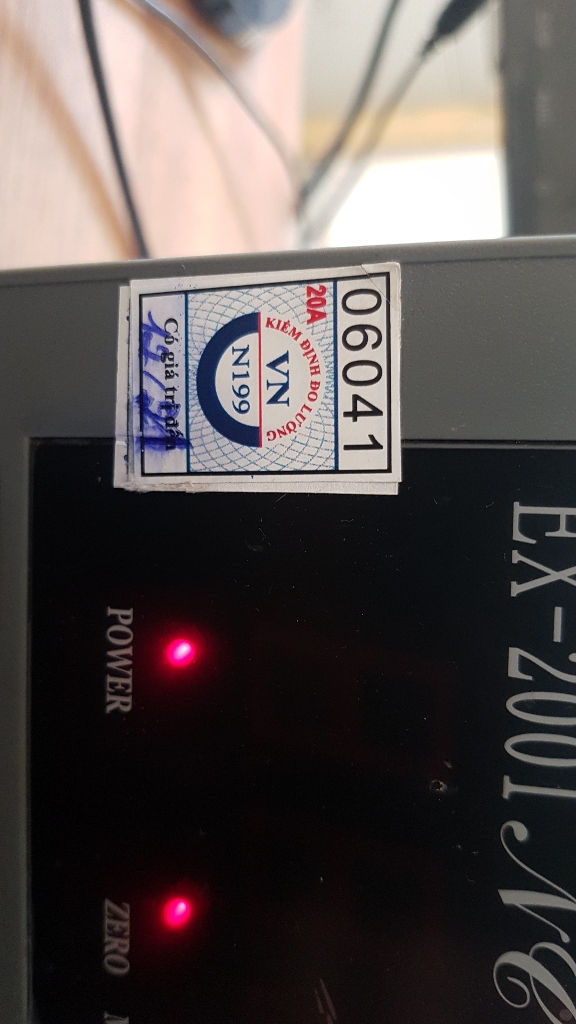 06041
20A
KIỂM ĐỊNH ĐO LƯỜNG
VN
N199
Có giá trị đến
EX-2001
POWER
ZERO